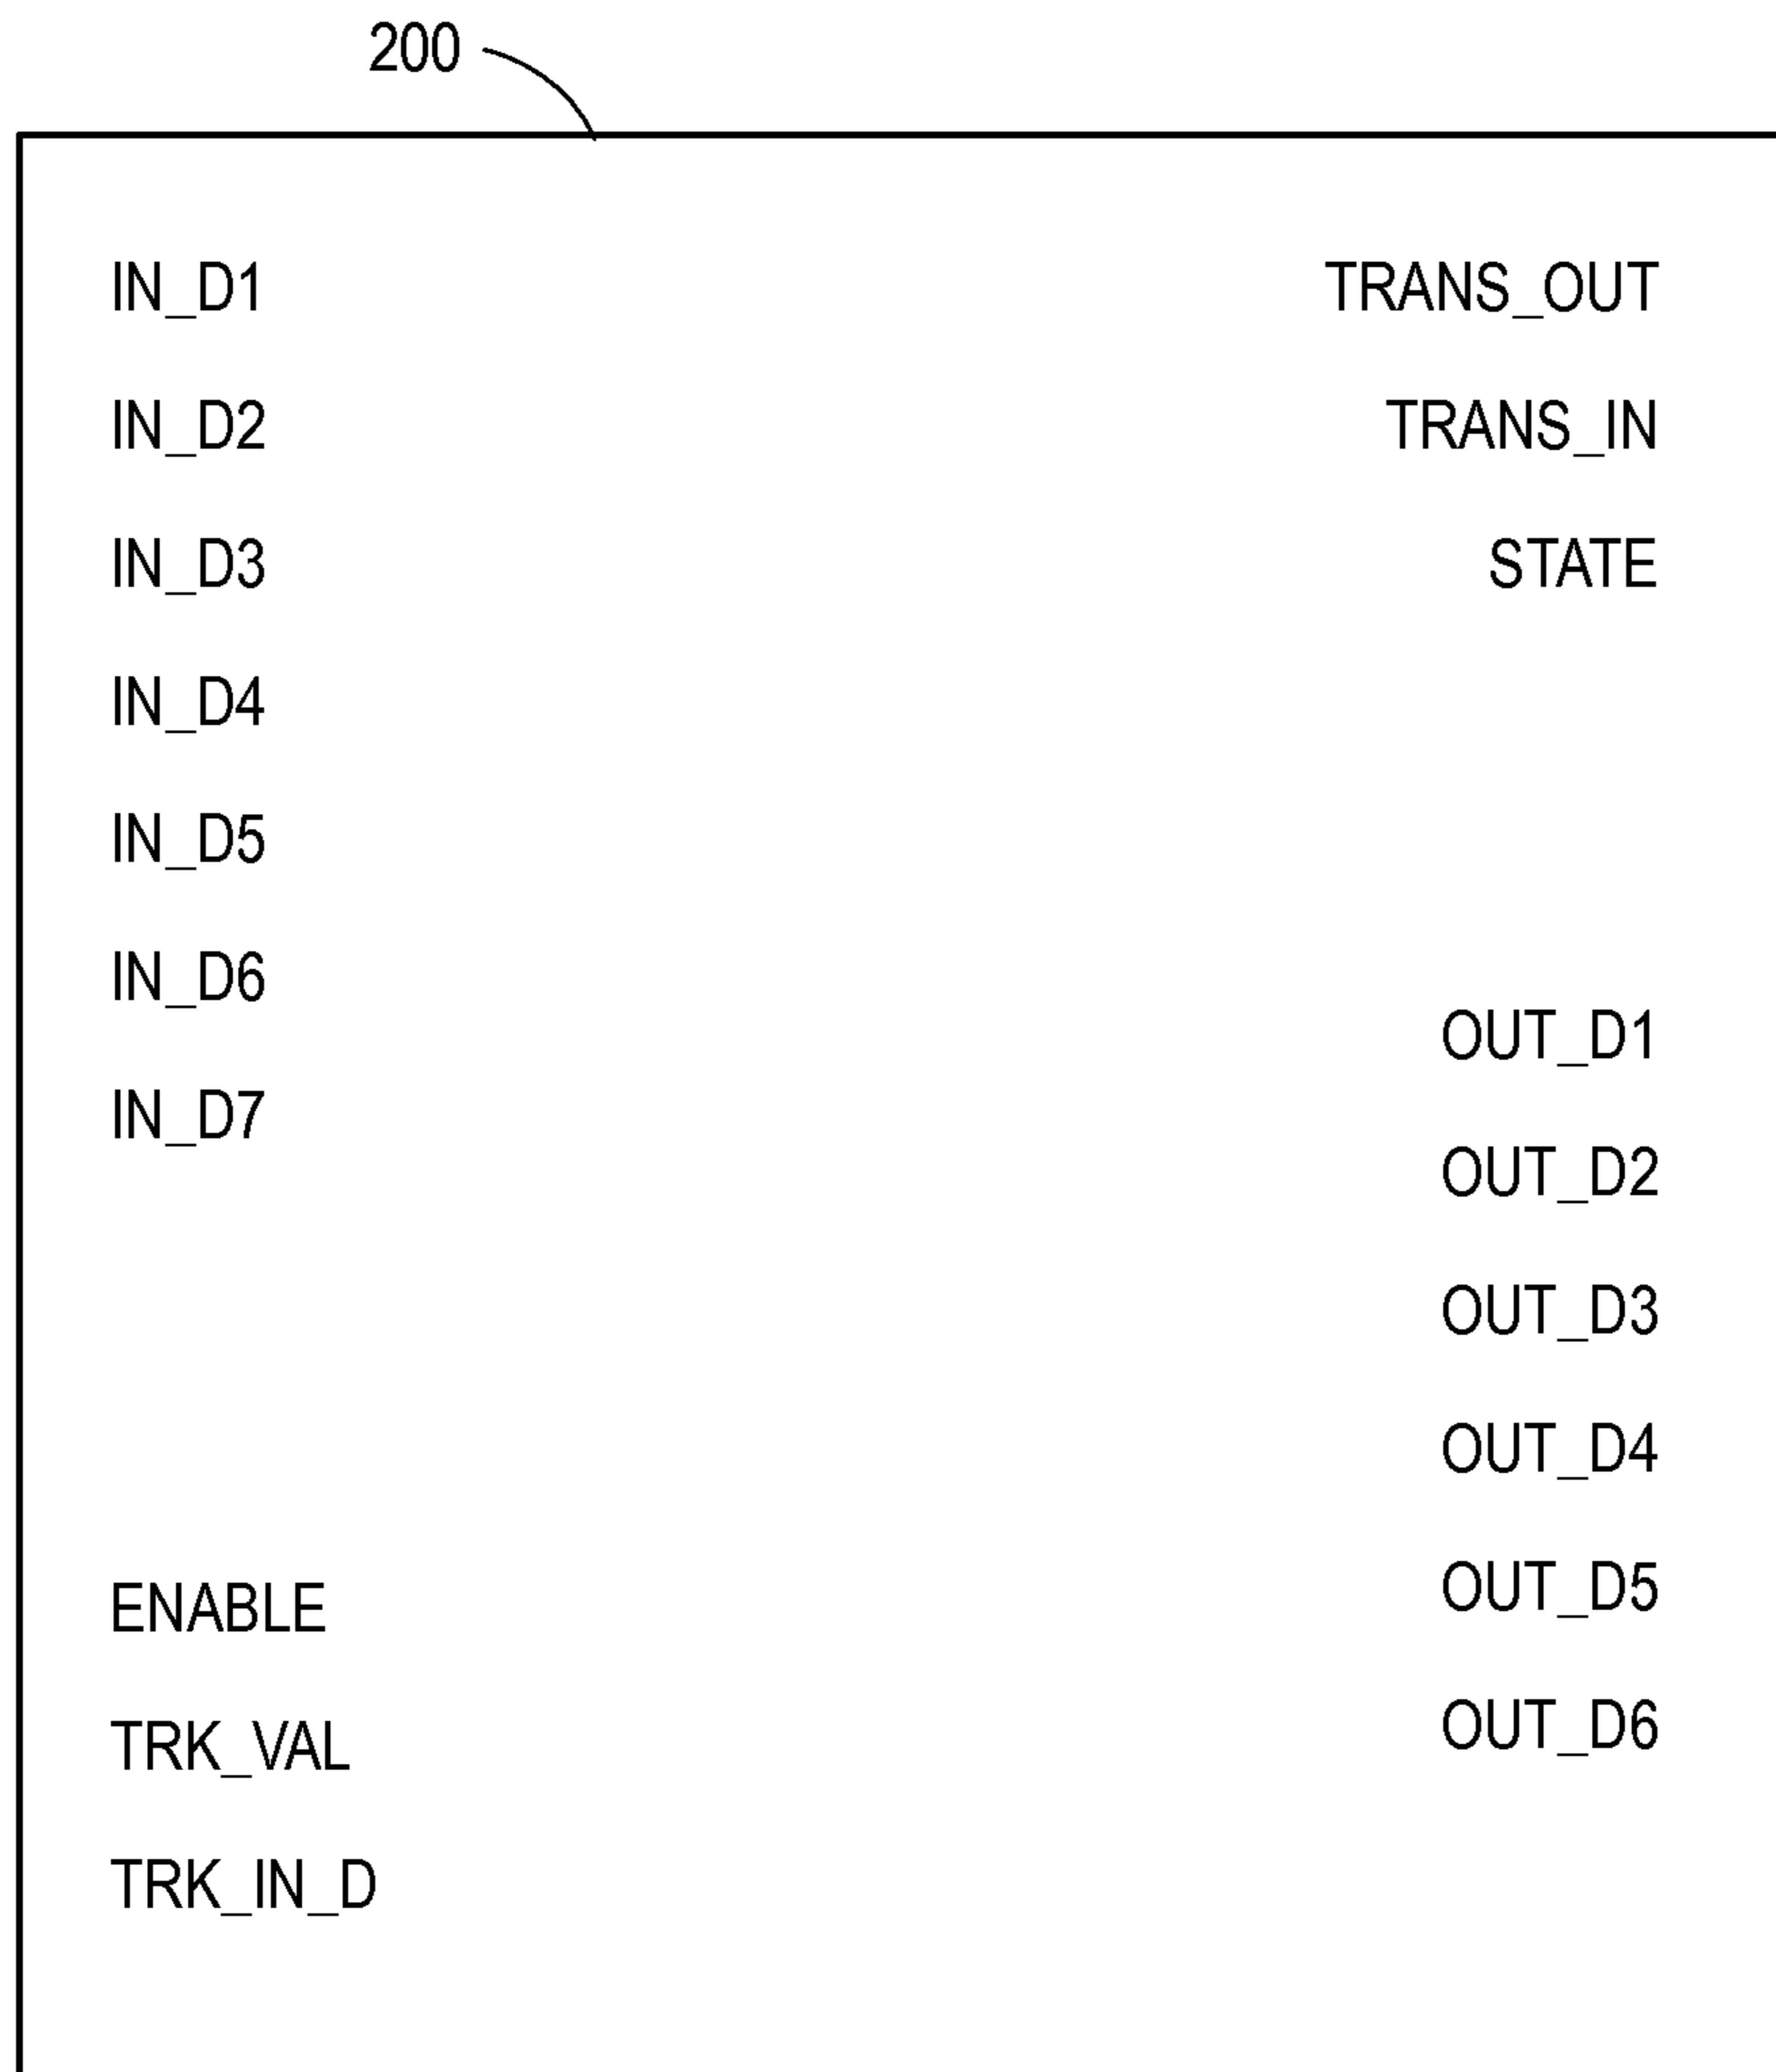 200
IN_D1
IN_D2
IN_D3
IN_D4
IN_D5
IN_D6
IN_D7
ENABLE
TRK_VAL
TRK_IN_D
TRANS_OUT
TRANS_IN
STATE
OUT_D1
OUT_D2
OUT_D3
OUT_D4
OUT_D5
OUT_D6